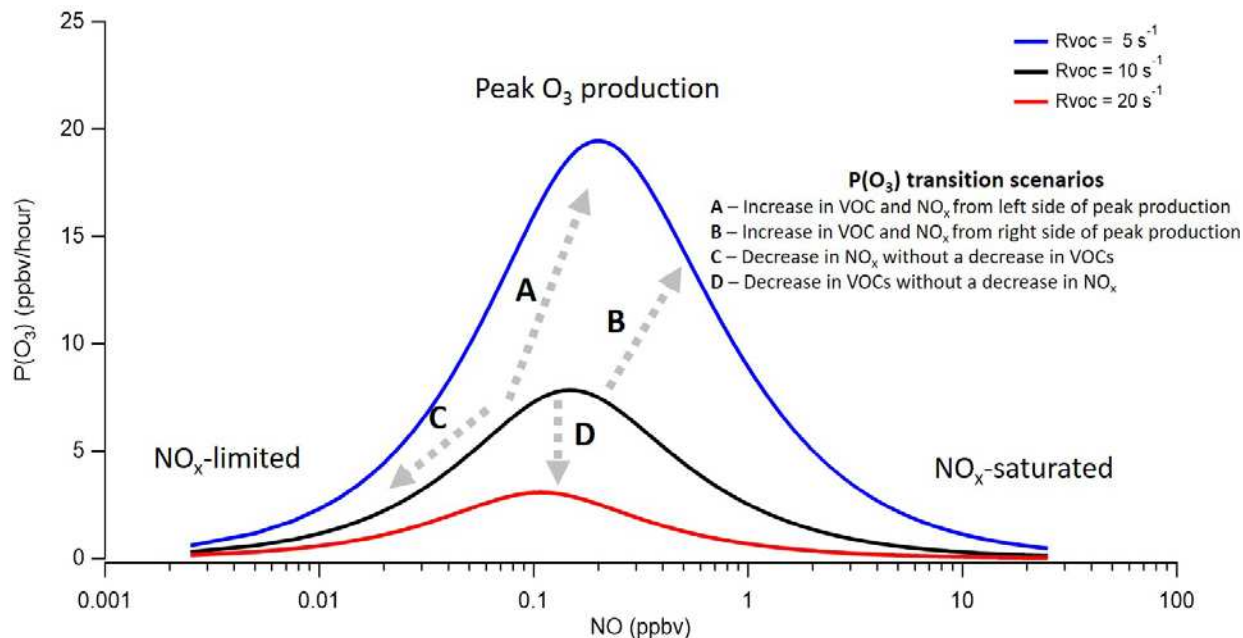 25
20
15
10
5
0
P(O₃) (ppbv/hour)
Peak O₃ production
Rvoc = 5 s⁻¹
Rvoc = 10 s⁻¹
Rvoc = 20 s⁻¹
P(O₃) transition scenarios
A – Increase in VOC and NOₓ from left side of peak production
B – Increase in VOC and NOₓ from right side of peak production
C – Decrease in NOₓ without a decrease in VOCs
D – Decrease in VOCs without a decrease in NOₓ
A
B
C
D
NOₓ-limited
NOₓ-saturated
0.001
0.01
0.1
1
10
100
NO (ppbv)